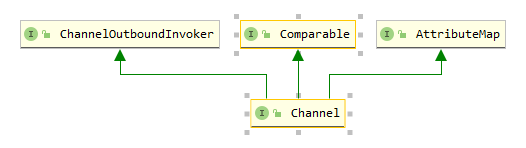 I ChannelOutboundInvoker
I Comparable
I AttributeMap
I Channel